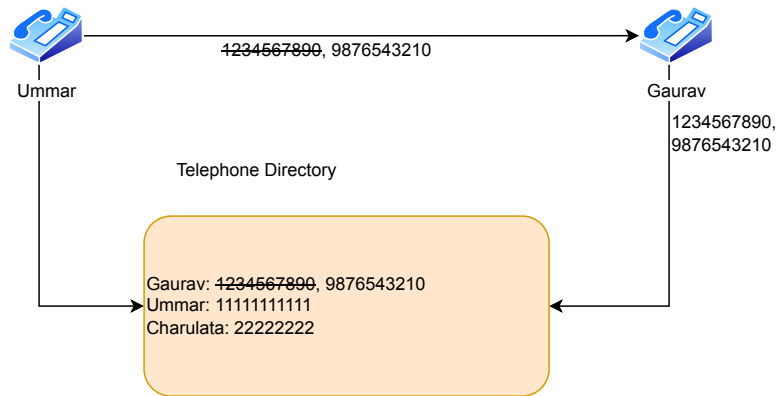 1234567890, 9876543210
Ummar
Gaurav
1234567890,
9876543210
Telephone Directory
Gaurav: 1234567890, 9876543210
Ummar: 11111111111
Charulata: 22222222